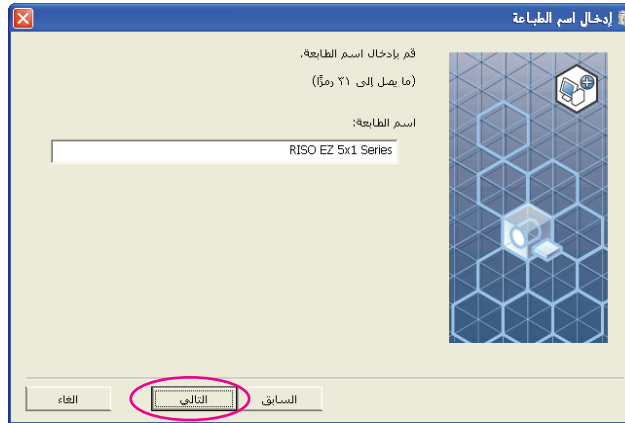 إدخال اسم الطباعة
قم بإدخال اسم الطابعة.
(ما يصل إلى ٣١ رمزًا)
اسم الطابعة:
RISO EZ 5x1 Series
السابق
التالي
الغاء